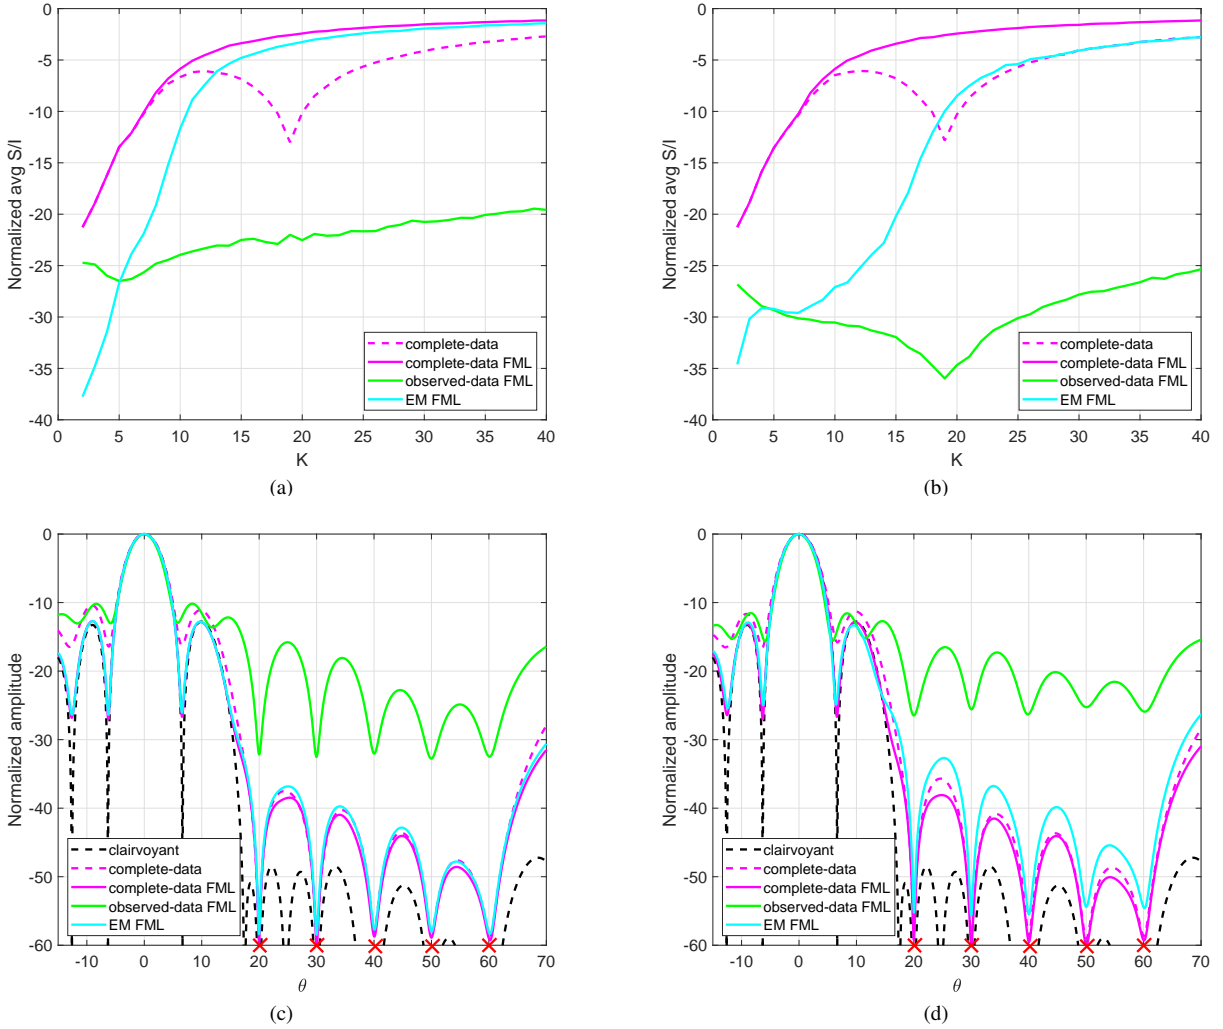 0
-5
-10
-15
-20
-25
-30
-35
-40
Normalized avg S/I
0 5 10 15 20 25 30 35 40
K
complete-data
complete-data FML
observed-data FML
EM FML
(a)
0
-5
-10
-15
-20
-25
-30
-35
-40
Normalized avg S/I
0 5 10 15 20 25 30 35 40
K
complete-data
complete-data FML
observed-data FML
EM FML
(b)
0
-10
-20
-30
-40
-50
-60
Normalized amplitude
-10 0 10 20 30 40 50 60 70
θ
clairvoyant
complete-data
complete-data FML
observed-data FML
EM FML
(c)
0
-10
-20
-30
-40
-50
-60
Normalized amplitude
-10 0 10 20 30 40 50 60 70
θ
clairvoyant
complete-data
complete-data FML
observed-data FML
EM FML
(d)